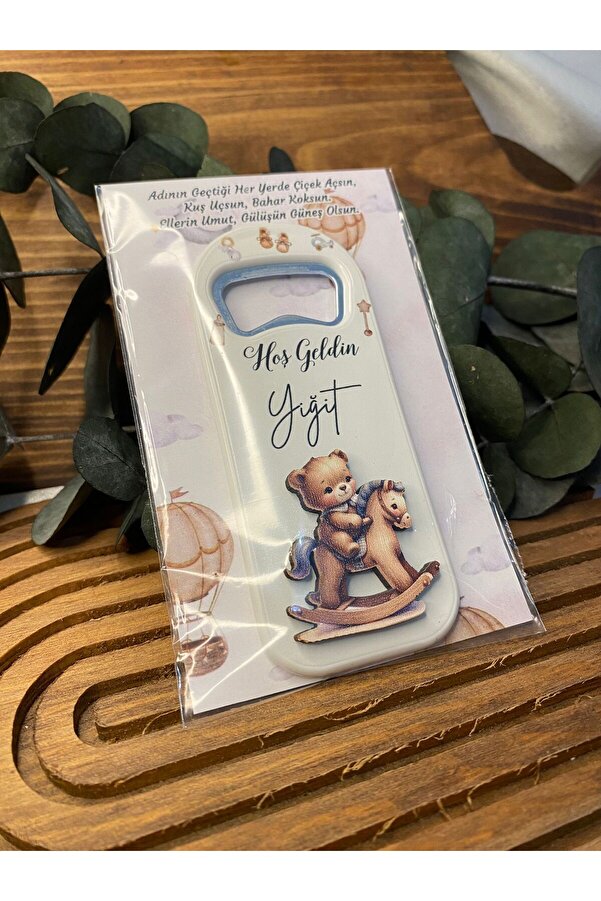 Adının Geçtiği Her Yerde Çiçek Açsın,
Kuş Uçsun, Bahar Koksun.
Ellerin Umut, Gülüşün Güneş Olsun.
Hoş Geldin
Yiğit